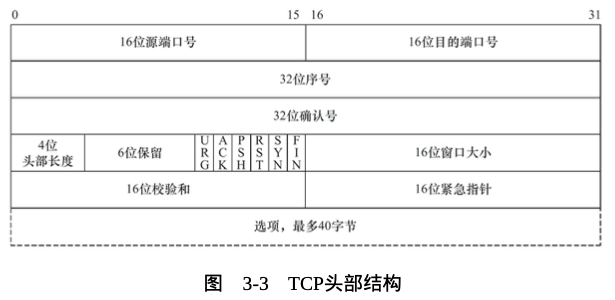 0 15 16 31
16位源端口号 16位目的端口号
32位序号
32位确认号
4位
头部长度 6位保留 URG ACK PSH RST SYN FIN 16位窗口大小
16位校验和 16位紧急指针
选项，最多40字节
图 3-3 TCP头部结构